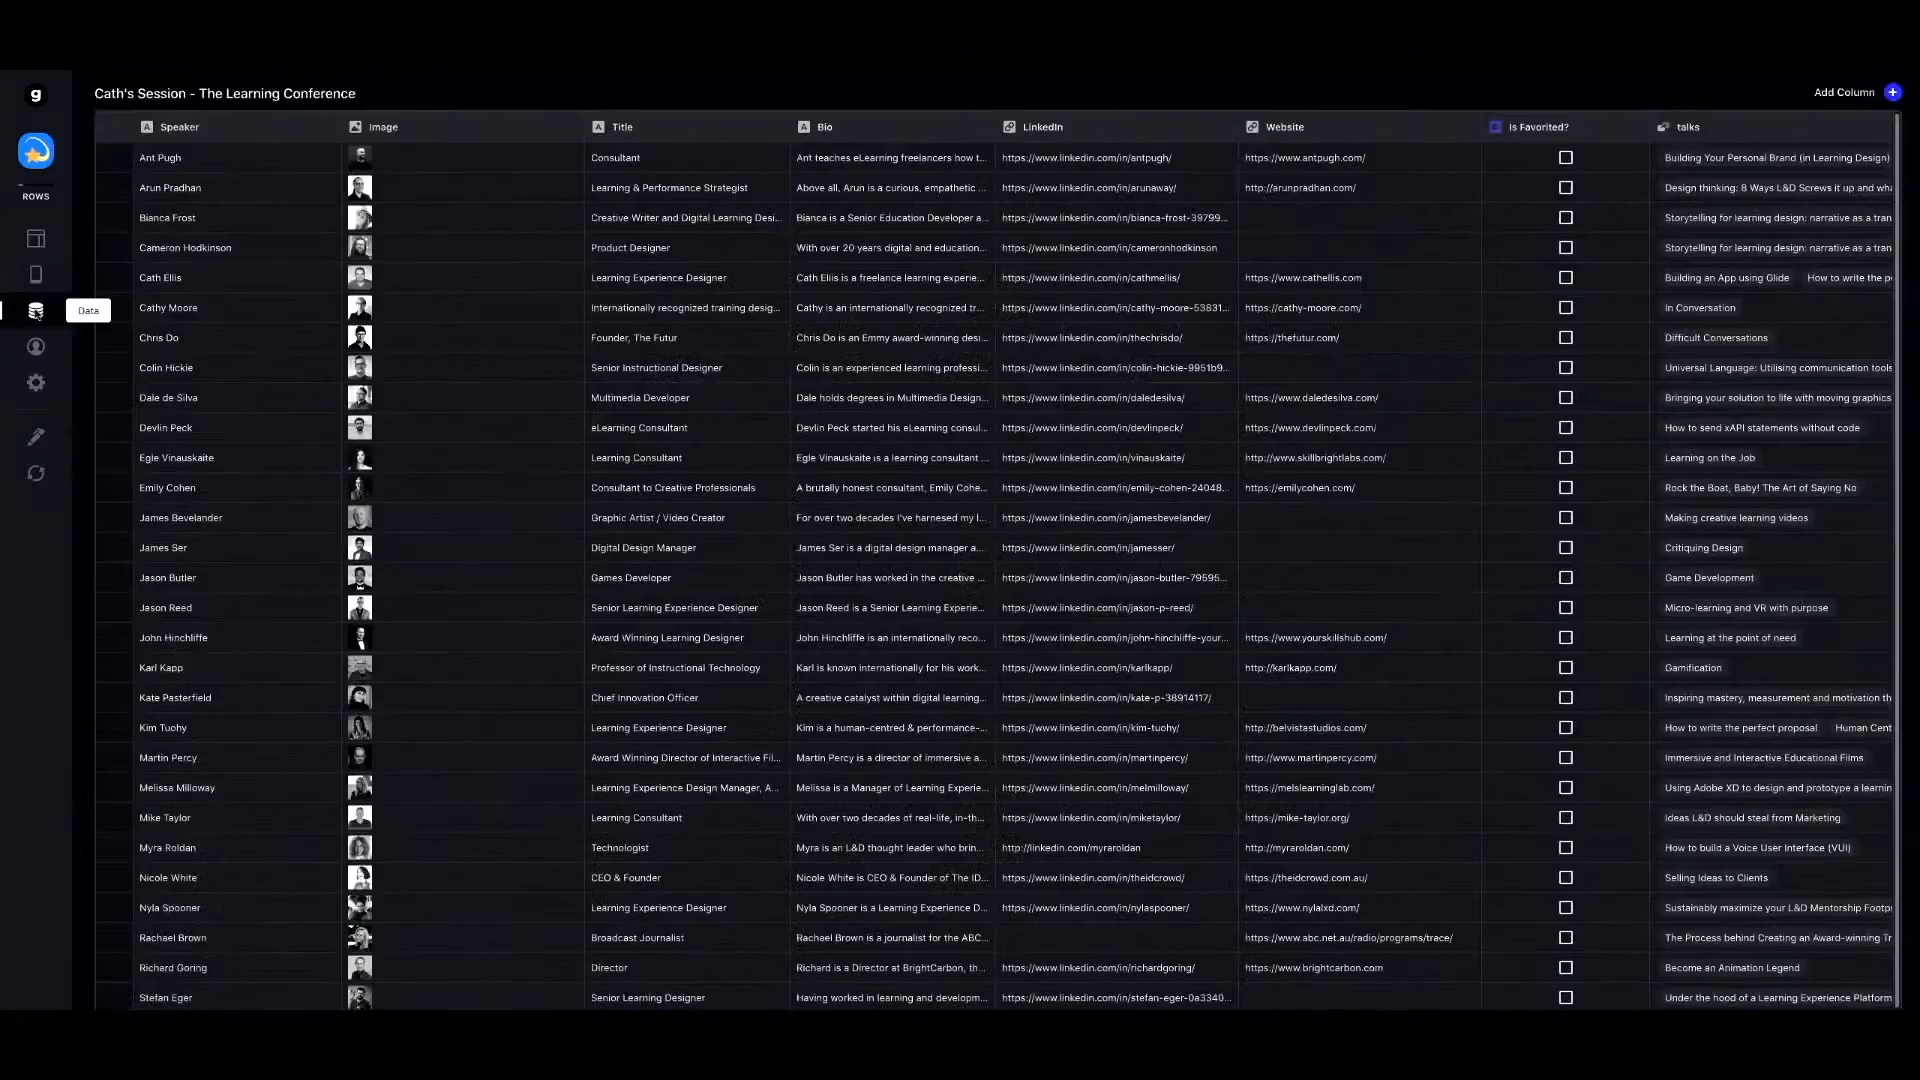 g
Cath's Session - The Learning Conference
Add Column +
Speaker Image Title Bio LinkedIn Website Is Favorited? talks
Ant Pugh Consultant Ant teaches eLearning freelancers how t... https://www.linkedin.com/in/antpugh/ https://www.antpugh.com/ Building Your Personal Brand (in Learning Design)
Arun Pradhan Learning & Performance Strategist Above all, Arun is a curious, empathetic ... https://www.linkedin.com/in/arunaway/ http://arunpradhan.com/ Design thinking: 8 Ways L&D Screws it up and wha
ROWS
Bianca Frost Creative Writer and Digital Learning Desi... Bianca is a Senior Education Developer a... https://www.linkedin.com/in/bianca-frost-39799... Storytelling for learning design: narrative as a tran
Cameron Hodkinson Product Designer With over 20 years digital and education... https://www.linkedin.com/in/cameronhodkinson Storytelling for learning design: narrative as a tran
Cath Ellis Learning Experience Designer Cath Ellis is a freelance learning experie... https://www.linkedin.com/in/cathmellis/ https://www.cathellis.com Building an App using Glide How to write the p
Data
Cathy Moore Internationally recognized training desig... Cathy is an internationally recognized tr... https://www.linkedin.com/in/cathy-moore-53831... https://cathy-moore.com/ In Conversation
Chris Do Founder, The Futur Chris Do is an Emmy award-winning desi... https://www.linkedin.com/in/thechrisdo/ https://thefutur.com/ Difficult Conversations
Colin Hickie Senior Instructional Designer Colin is an experienced learning professi... https://www.linkedin.com/in/colin-hickie-9951b9... Universal Language: Utilising communication tools
Dale de Silva Multimedia Developer Dale holds degrees in Multimedia Design... https://www.linkedin.com/in/daledesilva/ https://www.daledesilva.com/ Bringing your solution to life with moving graphics
Devlin Peck eLearning Consultant Devlin Peck started his eLearning consul... https://www.linkedin.com/in/devlinpeck/ https://www.devlinpeck.com/ How to send xAPI statements without code
Egle Vinauskaite Learning Consultant Egle Vinauskaite is a learning consultant ... https://www.linkedin.com/in/vinauskaite/ http://www.skillbrightlabs.com/ Learning on the Job
Emily Cohen Consultant to Creative Professionals A brutally honest consultant, Emily Cohe... https://www.linkedin.com/in/emily-cohen-24048... https://emilycohen.com/ Rock the Boat, Baby! The Art of Saying No
James Bevelander Graphic Artist / Video Creator For over two decades I've harnesed my l... https://www.linkedin.com/in/jamesbevelander/ Making creative learning videos
James Ser Digital Design Manager James Ser is a digital design manager a... https://www.linkedin.com/in/jamesser/ Critiquing Design
Jason Butler Games Developer Jason Butler has worked in the creative ... https://www.linkedin.com/in/jason-butler-79595... Game Development
Jason Reed Senior Learning Experience Designer Jason Reed is a Senior Learning Experie... https://www.linkedin.com/in/jason-p-reed/ Micro-learning and VR with purpose
John Hinchliffe Award Winning Learning Designer John Hinchliffe is an internationally reco... https://www.linkedin.com/in/john-hinchliffe-your... https://www.yourskillshub.com/ Learning at the point of need
Karl Kapp Professor of Instructional Technology Karl is known internationally for his work... https://www.linkedin.com/in/karlkapp/ http://karlkapp.com/ Gamification
Kate Pasterfield Chief Innovation Officer A creative catalyst within digital learning... https://www.linkedin.com/in/kate-p-38914117/ Inspiring mastery, measurement and motivation th
Kim Tuohy Learning Experience Designer Kim is a human-centred & performance-... https://www.linkedin.com/in/kim-tuohy/ http://belvistastudios.com/ How to write the perfect proposal Human Cent
Martin Percy Award Winning Director of Interactive Fil... Martin Percy is a director of immersive a... https://www.linkedin.com/in/martinpercy/ http://www.martinpercy.com/ Immersive and Interactive Educational Films
Melissa Milloway Learning Experience Design Manager, A... Melissa is a Manager of Learning Experie... https://www.linkedin.com/in/melmilloway/ https://melslearninglab.com/ Using Adobe XD to design and prototype a learnin
Mike Taylor Learning Consultant With over two decades of real-life, in-th... https://www.linkedin.com/in/miketaylor/ https://mike-taylor.org/ Ideas L&D should steal from Marketing
Myra Roldan Technologist Myra is an L&D thought leader who brin... http://linkedin.com/myraroldan http://myraroldan.com/ How to build a Voice User Interface (VUI)
Nicole White CEO & Founder Nicole White is CEO & Founder of The ID... https://www.linkedin.com/in/theidcrowd/ https://theidcrowd.com.au/ Selling Ideas to Clients
Nyla Spooner Learning Experience Designer Nyla Spooner is a Learning Experience D... https://www.linkedin.com/in/nylaspooner/ https://www.nylalxd.com/ Sustainably maximize your L&D Mentorship Footpr
Rachael Brown Broadcast Journalist Rachael Brown is a journalist for the ABC... https://www.abc.net.au/radio/programs/trace/ The Process behind Creating an Award-winning Tr
Richard Goring Director Richard is a Director at BrightCarbon, th... https://www.linkedin.com/in/richardgoring/ https://www.brightcarbon.com Become an Animation Legend
Stefan Eger Senior Learning Designer Having worked in learning and developm... https://www.linkedin.com/in/stefan-eger-0a3340... Under the hood of a Learning Experience Platform